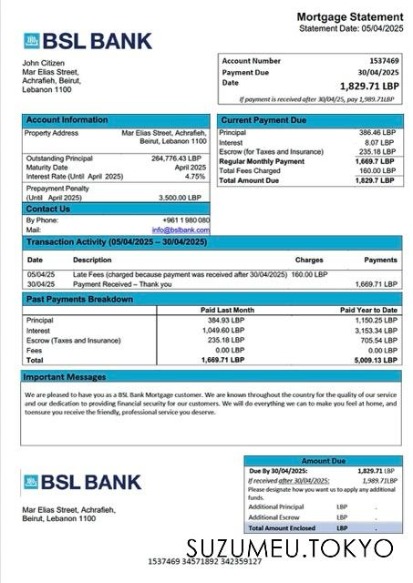 Mortgage Statement
Statement Date: 05/04/2025
BSL BANK
John Citizen
Mar Elias Street,
Achrafieh, Beirut,
Lebanon 1100
Account Number 1537469
Payment Due 30/04/2025
Date 1,829.71 LBP
If payment is received after 30/04/25, pay 1,989.71LBP
Account Information
Property Address Mar Elias Street, Achrafieh,
Beirut, Lebanon 1100
Outstanding Principal 264,776.43 LBP
Maturity Date April 2025
Interest Rate (Until April 2025) 4.75%
Prepayment Penalty
(Until April 2025) 3,500.00 LBP
Contact Us
By Phone: +961 1 980 080
Mail: info@bslbank.com
Current Payment Due
Principal 386.46 LBP
Interest 8.07 LBP
Escrow (for Taxes and Insurance) 235.18 LBP
Regular Monthly Payment 1,669.7 LBP
Total Fees Charged 160.00 LBP
Total Amount Due 1,829.7 LBP
Transaction Activity (05/04/2025 – 30/04/2025)
Date Description Charges Payments
05/04/25 Late Fees (charged because payment was received after 30/04/2025) 160.00 LBP
30/04/25 Payment Received – Thank you 1,669.71 LBP
Past Payments Breakdown
Paid Last Month Paid Year to Date
Principal 384.93 LBP 1,150.25 LBP
Interest 1,049.60 LBP 3,153.34 LBP
Escrow (Taxes and Insurance) 235.18 LBP 705.54 LBP
Fees 0.00 LBP 0.00 LBP
Total 1,669.71 LBP 5,009.13 LBP
Important Messages
We are pleased to have you as a BSL Bank Mortgage customer. We are known throughout the country for the quality of our service
and our dedication to providing financial security for our customers. We will do everything we can to make you feel at home, and
toensure you receive the friendly, professional service you deserve.
BSL BANK
Mar Elias Street, Achrafieh,
Beirut, Lebanon 1100
Amount Due
Due By 30/04/2025: 1,829.71 LBP
If received after 30/04/2025: 1,989.71LBP
Please designate how you want us to apply any additional
funds.
Additional Principal LBP .
Additional Escrow LBP .
Total Amount Enclosed LBP .
SUZUMEU.TOKYO
1537469 34571892 342359127